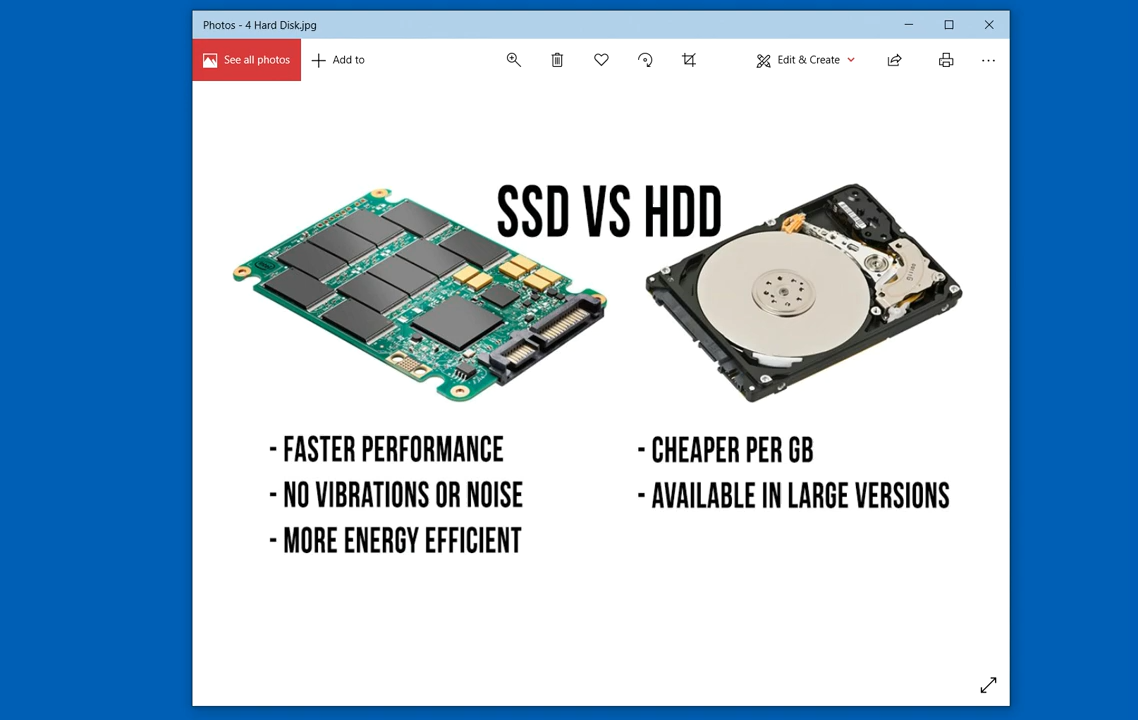 Photos - 4 Hard Disk.jpg
See all photos
Add to
Edit & Create
SSD VS HDD
- FASTER PERFORMANCE
- NO VIBRATIONS OR NOISE
- MORE ENERGY EFFICIENT
- CHEAPER PER GB
- AVAILABLE IN LARGE VERSIONS